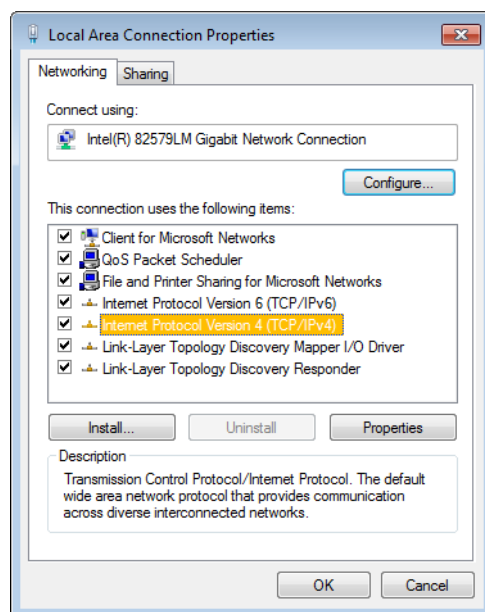 Local Area Connection Properties
Networking
Sharing
Connect using:
Intel(R) 82579LM Gigabit Network Connection
Configure...
This connection uses the following items:
Client for Microsoft Networks
QoS Packet Scheduler
File and Printer Sharing for Microsoft Networks
Internet Protocol Version 6 (TCP/IPv6)
Internet Protocol Version 4 (TCP/IPv4)
Link-Layer Topology Discovery Mapper I/O Driver
Link-Layer Topology Discovery Responder
Install...
Uninstall
Properties
Description
Transmission Control Protocol/Internet Protocol. The default
wide area network protocol that provides communication
across diverse interconnected networks.
OK
Cancel